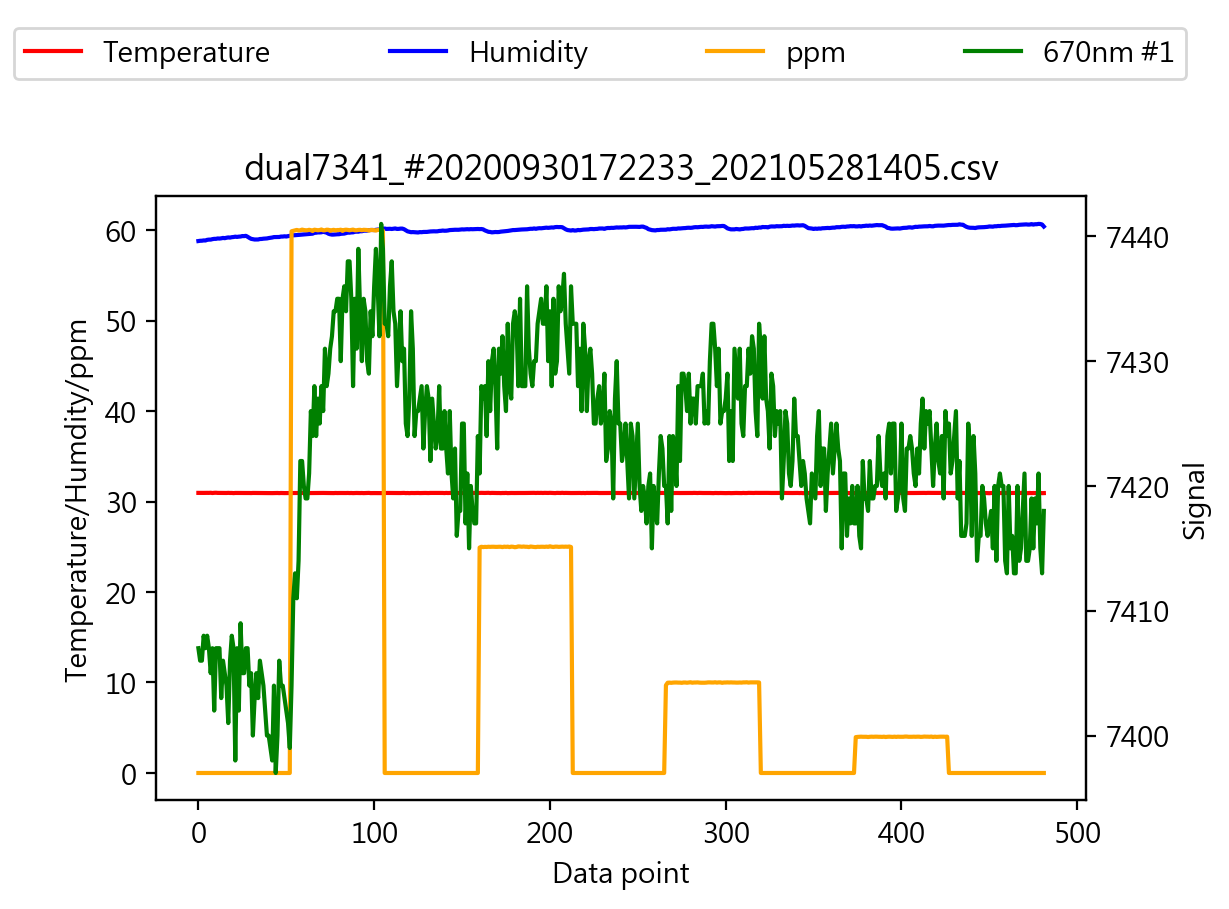 Temperature Humidity ppm 670nm #1
dual7341_#20200930172233_202105281405.csv
Temperature/Humdity/ppm
60
50
40
30
20
10
0
7440
7430
7420
7410
7400
Signal
0 100 200 300 400 500
Data point